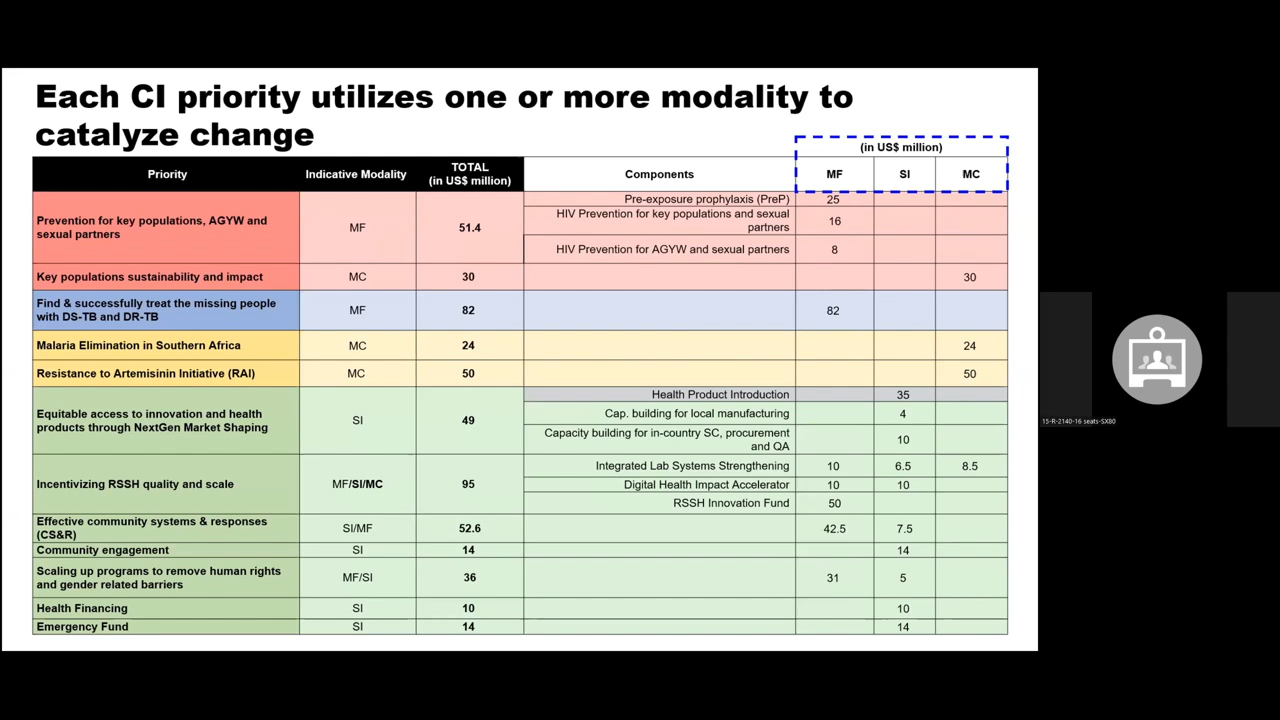 Each CI priority utilizes one or more modality to
catalyze change
(in US$ million)
Priority
Indicative Modality
TOTAL
(in US$ million)
Components
MF
SI
MC
Prevention for key populations, AGYW and
sexual partners
MF
51.4
Pre-exposure prophylaxis (PreP)
25
HIV Prevention for key populations and sexual
partners
16
HIV Prevention for AGYW and sexual partners
8
Key populations sustainability and impact
MC
30
30
Find & successfully treat the missing people
with DS-TB and DR-TB
MF
82
82
Malaria Elimination in Southern Africa
MC
24
24
Resistance to Artemisinin Initiative (RAI)
MC
50
50
Equitable access to innovation and health
products through NextGen Market Shaping
SI
49
Health Product Introduction
35
Cap. building for local manufacturing
4
Capacity building for in-country SC, procurement
and QA
10
Incentivizing RSSH quality and scale
MF/SI/MC
95
Integrated Lab Systems Strengthening
10
6.5
8.5
Digital Health Impact Accelerator
10
10
RSSH Innovation Fund
50
Effective community systems & responses
(CS&R)
SI/MF
52.6
42.5
7.5
Community engagement
SI
14
14
Scaling up programs to remove human rights
and gender related barriers
MF/SI
36
31
5
Health Financing
SI
10
10
Emergency Fund
SI
14
14
15-R-2140-16 seats-SX80